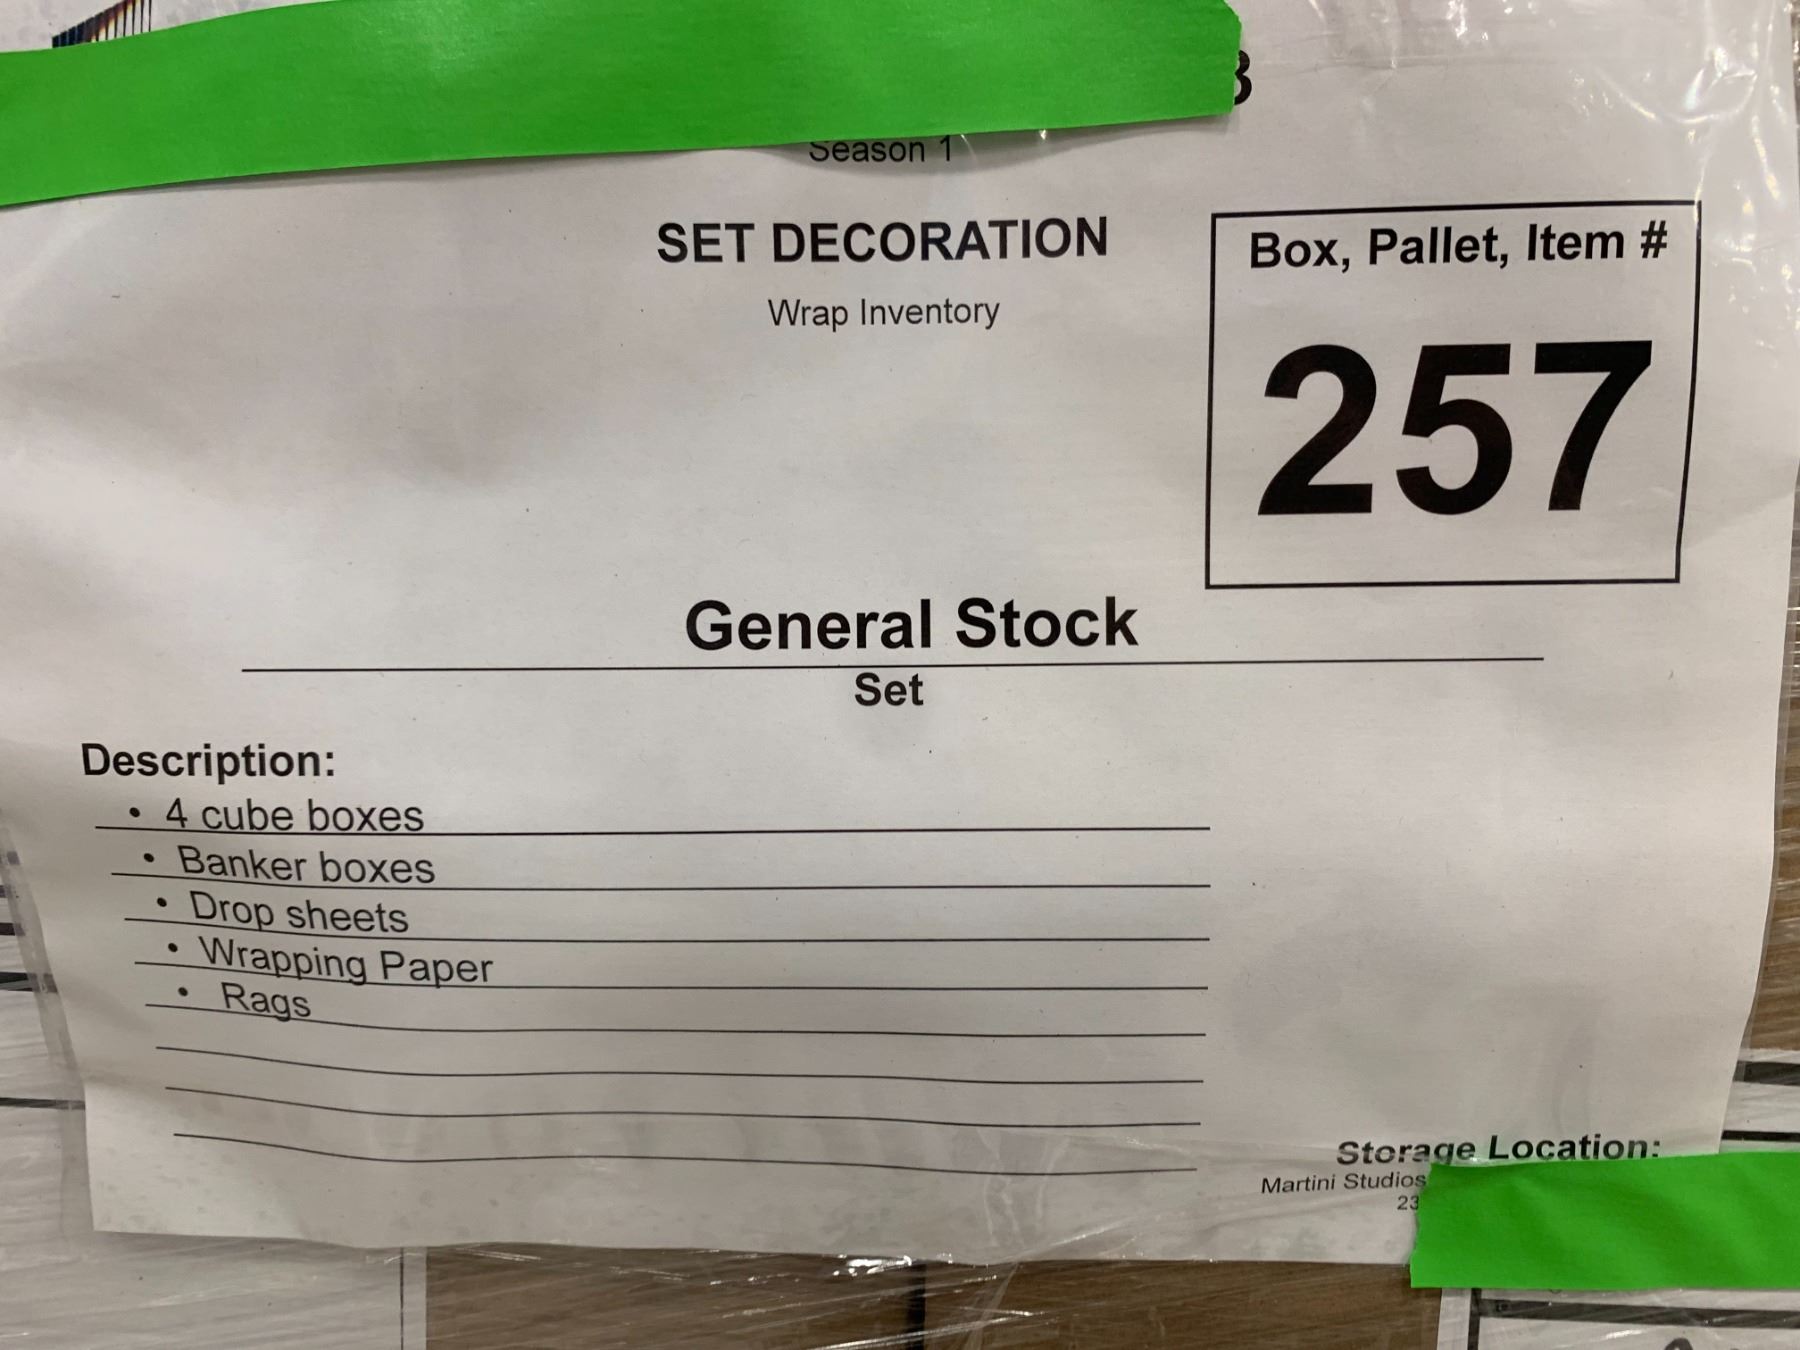 Season 1
SET DECORATION
Wrap Inventory
Box, Pallet, Item #
257
General Stock
Set
Description:
• 4 cube boxes
• Banker boxes
• Drop sheets
• Wrapping Paper
• Rags
Storage Location:
Martini Studios
23